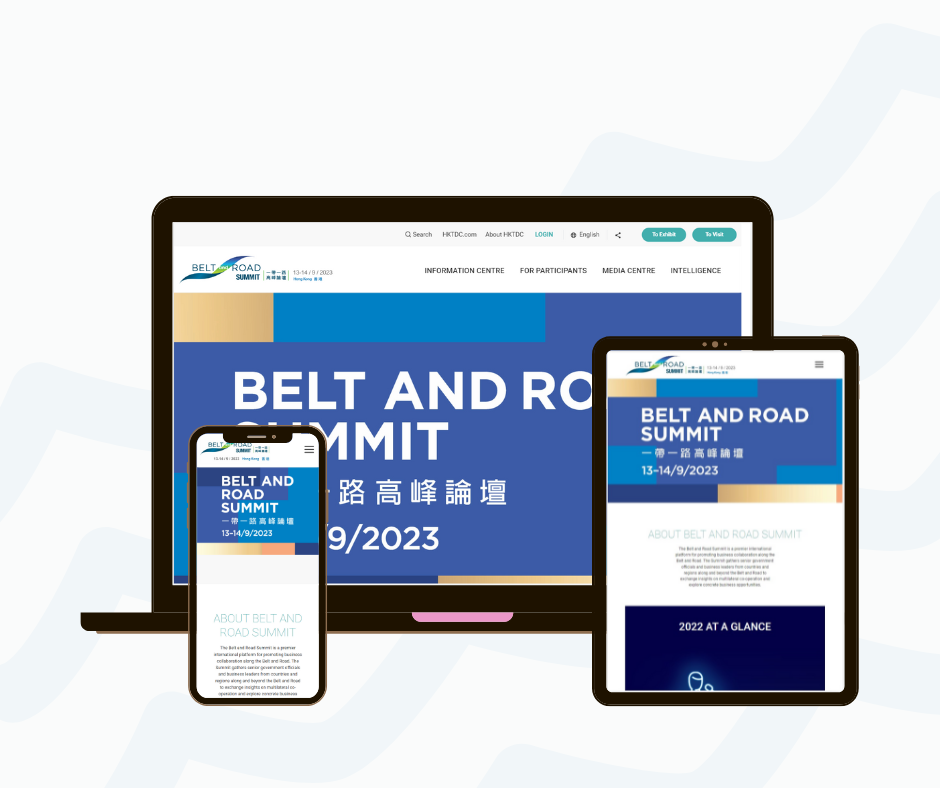 Search HKTDC.com About HKTDC LOGIN English To Exhibit To Visit
BELT AND ROAD
SUMMIT
一帶一路
高峰論壇
13-14 / 9 / 2023
Hong Kong 香港
INFORMATION CENTRE FOR PARTICIPANTS MEDIA CENTRE INTELLIGENCE
BELT AND RO
MMIT
路高峰論壇
9/2023
BELT AND ROAD
SUMMIT
一帶一路
高峰論壇
13-14 / 9 / 2023
Hong Kong 香港
BELT AND
ROAD
SUMMIT
一帶一路高峰論壇
13-14/9/2023
ABOUT BELT AND
ROAD SUMMIT
The Belt and Road Summit is a premier
international platform for promoting business
collaboration along the Belt and Road. The
Summit gathers senior government officials
and business leaders from countries and
regions along and beyond the Belt and Road
to exchange insights on multilateral co-
operation and explore concrete business
BELT AND ROAD
SUMMIT
一帶一路
高峰論壇
13-14 / 9 / 2023
Hong Kong 香港
BELT AND ROAD
SUMMIT
一帶一路高峰論壇
13-14/9/2023
ABOUT BELT AND ROAD SUMMIT
The Belt and Road Summit is a premier international
platform for promoting business collaboration along the
Belt and Road. The Summit gathers senior government
officials and business leaders from countries and
regions along and beyond the Belt and Road to
exchange insights on multilateral co-operation and
explore concrete business opportunities.
2022 AT A GLANCE